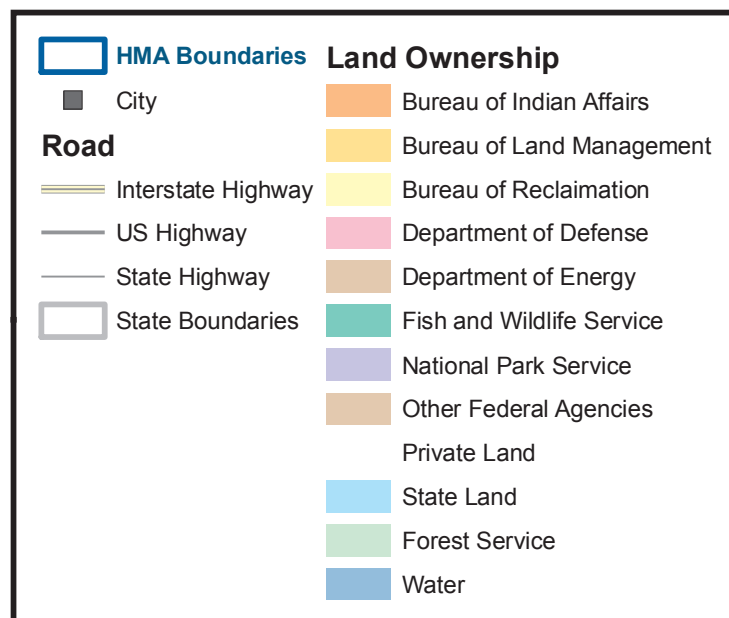 HMA Boundaries
City
Road
Interstate Highway
US Highway
State Highway
State Boundaries
Land Ownership
Bureau of Indian Affairs
Bureau of Land Management
Bureau of Reclaimation
Department of Defense
Department of Energy
Fish and Wildlife Service
National Park Service
Other Federal Agencies
Private Land
State Land
Forest Service
Water